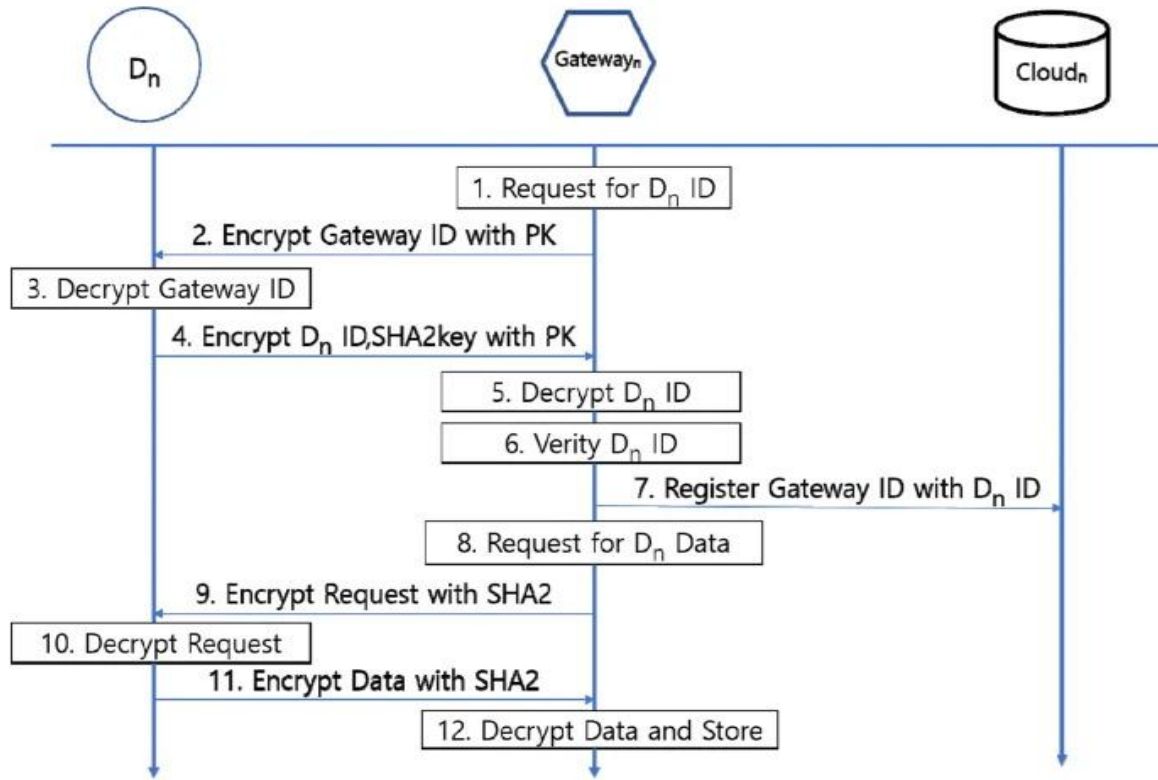 Dn
Gatewayn
Cloudn
1. Request for Dn ID
2. Encrypt Gateway ID with PK
3. Decrypt Gateway ID
4. Encrypt Dn ID,SHA2key with PK
5. Decrypt Dn ID
6. Verity Dn ID
7. Register Gateway ID with Dn ID
8. Request for Dn Data
9. Encrypt Request with SHA2
10. Decrypt Request
11. Encrypt Data with SHA2
12. Decrypt Data and Store